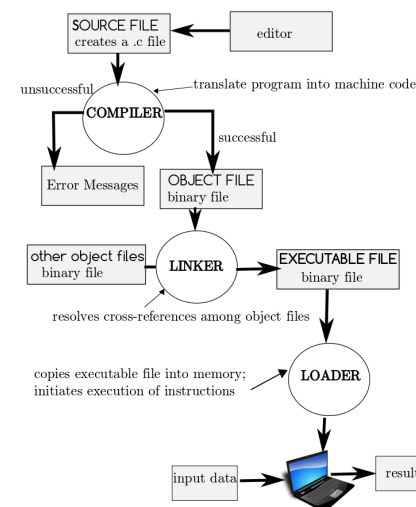 SOURCE FILE
creates a .c file
editor
unsuccessful
translate program into machine code
COMPILER
successful
Error Messages
OBJECT FILE
binary file
other object files
binary file
LINKER
EXECUTABLE FILE
binary file
resolves cross-references among object files
copies executable file into memory;
initiates execution of instructions
LOADER
input data
result